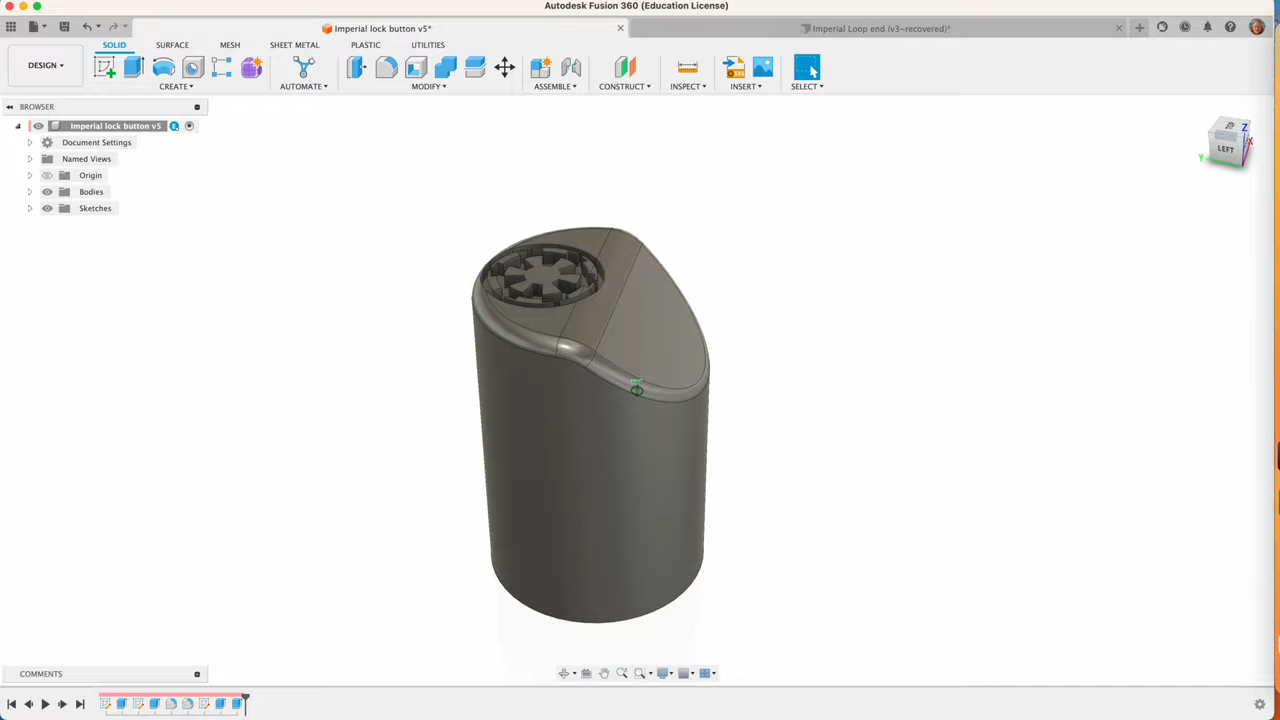 Autodesk Fusion 360 (Education License)
Imperial lock button v5*
Imperial Loop end (v3~recovered)*
SOLID SURFACE MESH SHEET METAL PLASTIC UTILITIES
DESIGN
CREATE AUTOMATE MODIFY ASSEMBLE CONSTRUCT INSPECT INSERT SELECT
BROWSER
Imperial lock button v5
Document Settings
Named Views
Origin
Bodies
Sketches
Z
X
LEFT
Y
COMMENTS